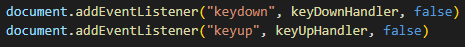 document.addEventListener("keydown", keyDownHandler, false)
document.addEventListener("keyup", keyUpHandler, false)